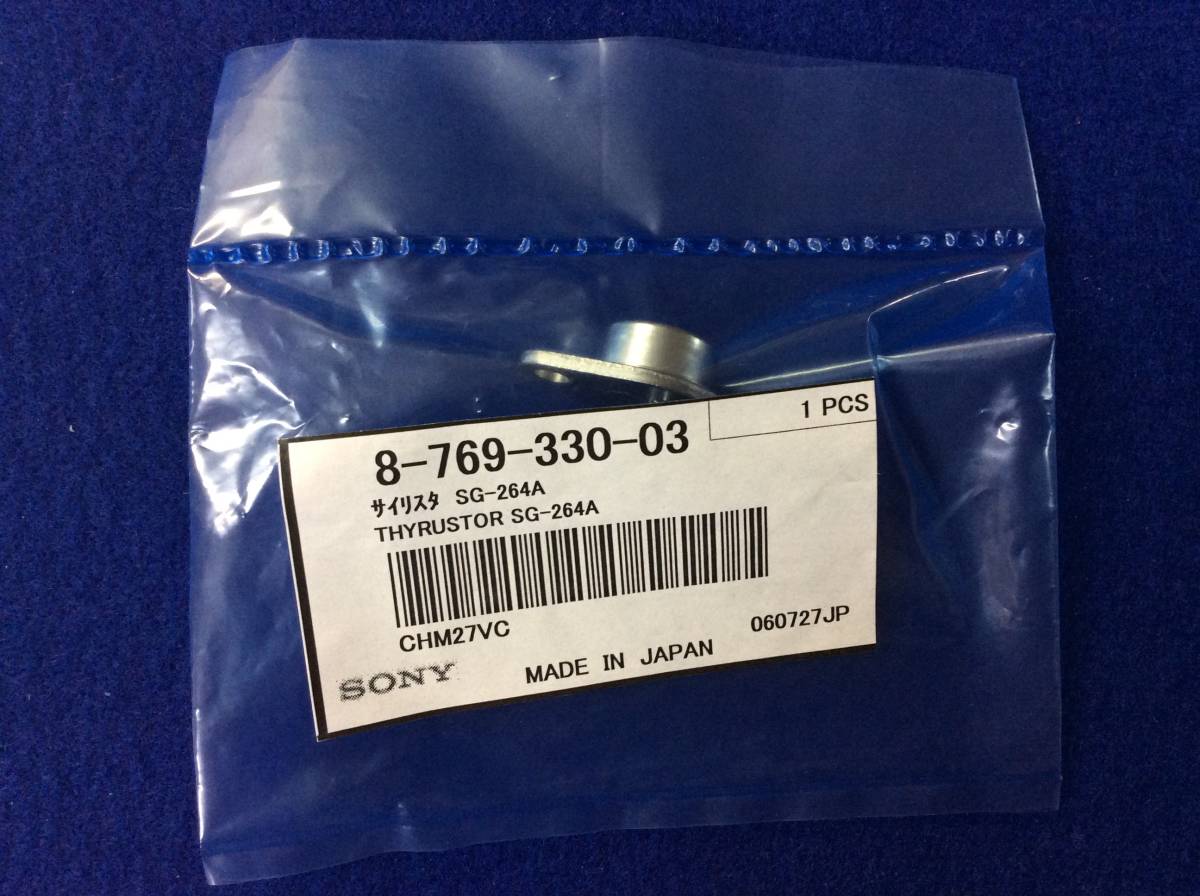 1 PCS
8-769-330-03
ｻｲﾘｽﾀ SG-264A
THYRUSTOR SG-264A
CHM27VC
060727JP
SONY
MADE IN JAPAN